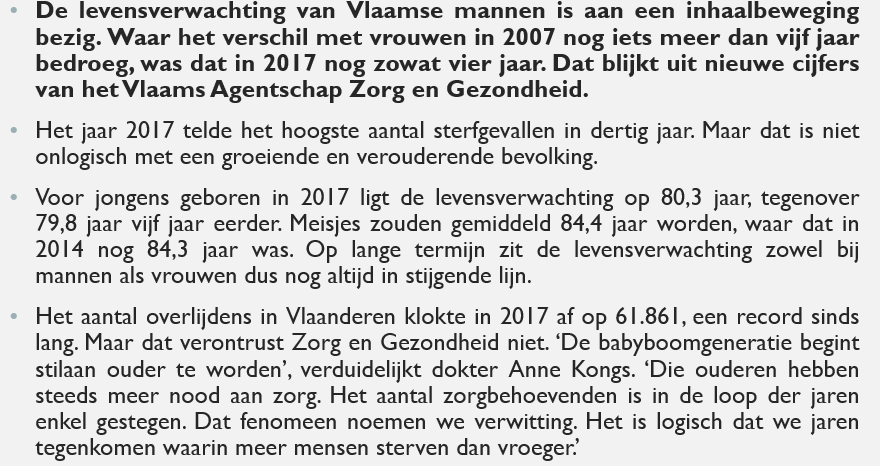 • De levensverwachting van Vlaamse mannen is aan een inhaalbeweging
bezig. Waar het verschil met vrouwen in 2007 nog iets meer dan vijf jaar
bedroeg, was dat in 2017 nog zowat vier jaar. Dat blijkt uit nieuwe cijfers
van het Vlaams Agentschap Zorg en Gezondheid.
• Het jaar 2017 telde het hoogste aantal sterfgevallen in dertig jaar. Maar dat is niet
onlogisch met een groeiende en verouderende bevolking.
• Voor jongens geboren in 2017 ligt de levensverwachting op 80,3 jaar, tegenover
79,8 jaar vijf jaar eerder. Meisjes zouden gemiddeld 84,4 jaar worden, waar dat in
2014 nog 84,3 jaar was. Op lange termijn zit de levensverwachting zowel bij
mannen als vrouwen dus nog altijd in stijgende lijn.
• Het aantal overlijdens in Vlaanderen klokte in 2017 af op 61.861, een record sinds
lang. Maar dat verontrust Zorg en Gezondheid niet. ‘De babyboomgeneratie begint
stilaan ouder te worden’, verduidelijkt dokter Anne Kongs. ‘Die ouderen hebben
steeds meer nood aan zorg. Het aantal zorgbehoevenden is in de loop der jaren
enkel gestegen. Dat fenomeen noemen we verwitting. Het is logisch dat we jaren
tegenkomen waarin meer mensen sterven dan vroeger.’